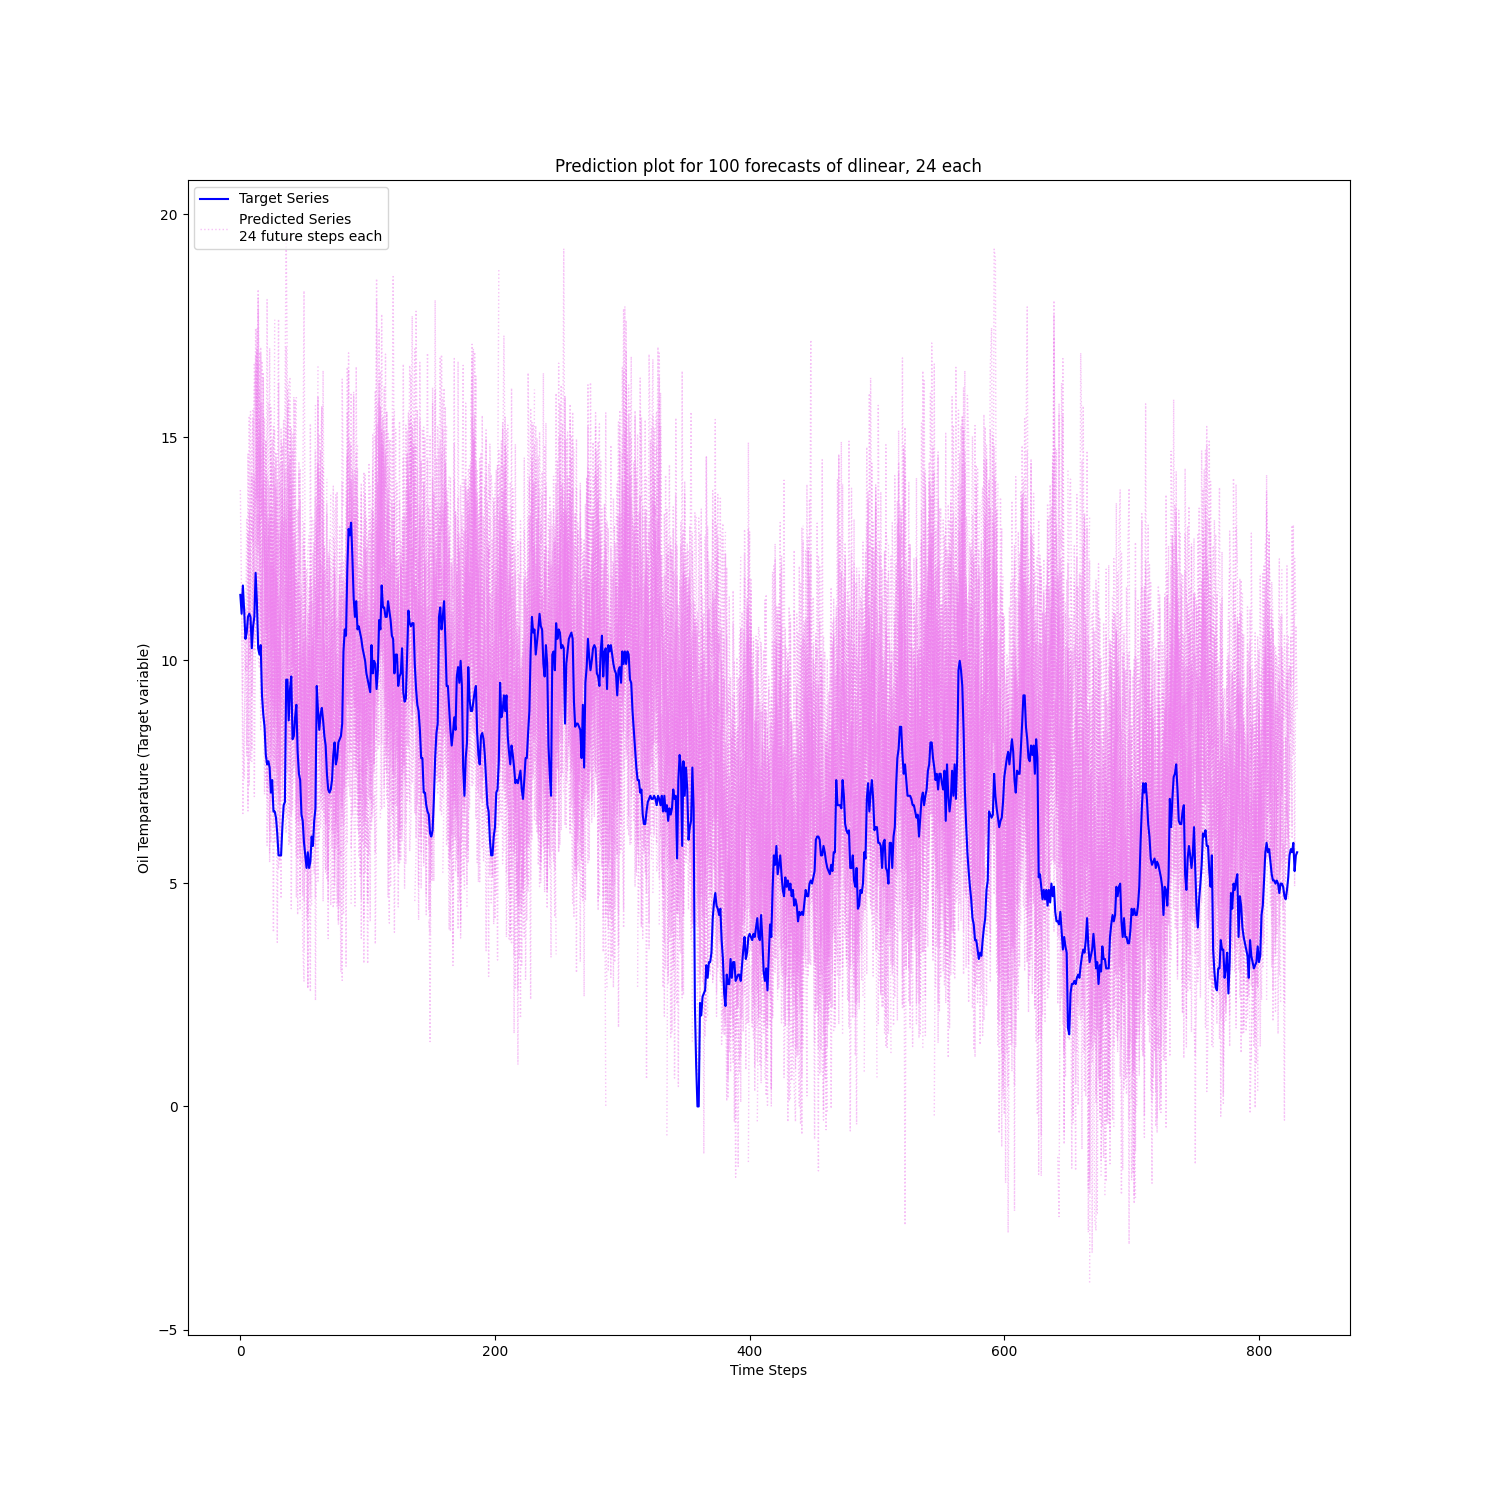 Prediction plot for 100 forecasts of dlinear, 24 each
Target Series
Predicted Series
24 future steps each
20
15
10
5
0
−5
Oil Temparature (Target variable)
0
200
400
600
800
Time Steps